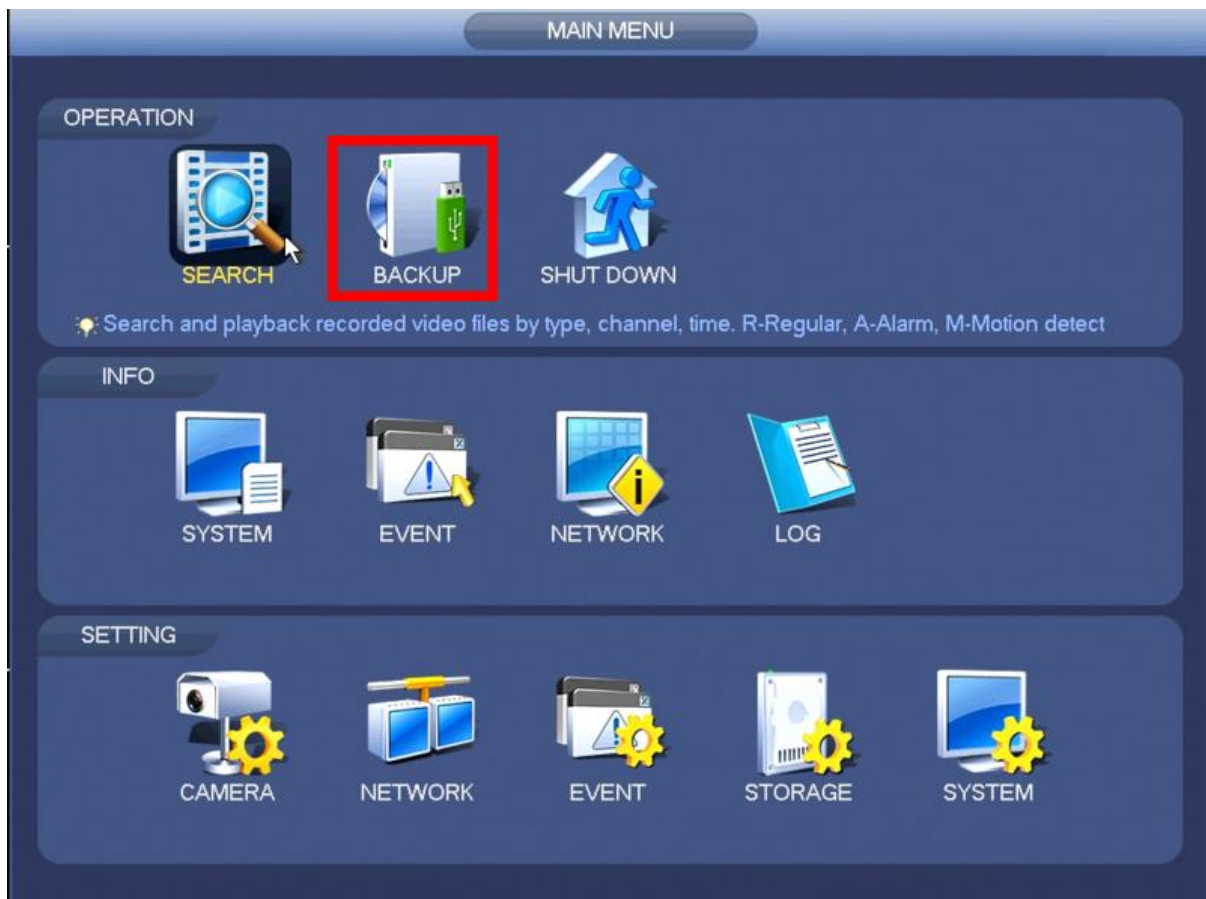 MAIN MENU
OPERATION
SEARCH BACKUP SHUT DOWN
Search and playback recorded video files by type, channel, time. R-Regular, A-Alarm, M-Motion detect
INFO
SYSTEM EVENT NETWORK LOG
SETTING
CAMERA NETWORK EVENT STORAGE SYSTEM